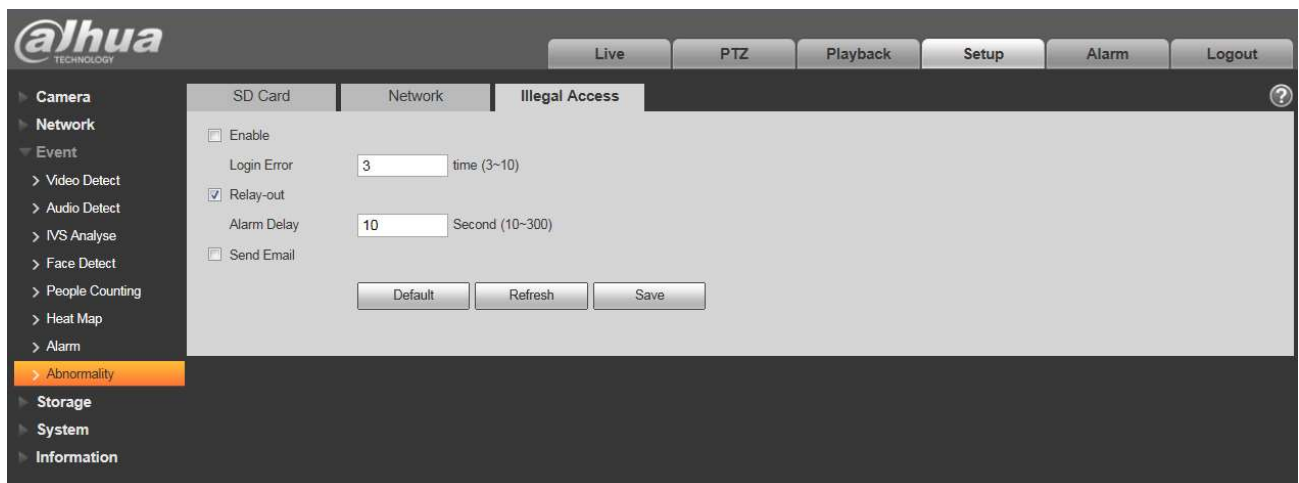 alhua
TECHNOLOGY
Live PTZ Playback Setup Alarm Logout
Camera
Network
Event
Video Detect
Audio Detect
IVS Analyse
Face Detect
People Counting
Heat Map
Alarm
Abnormality
Storage
System
Information
SD Card Network Illegal Access ?
Enable
Login Error 3 time (3~10)
Relay-out
Alarm Delay 10 Second (10~300)
Send Email
Default Refresh Save